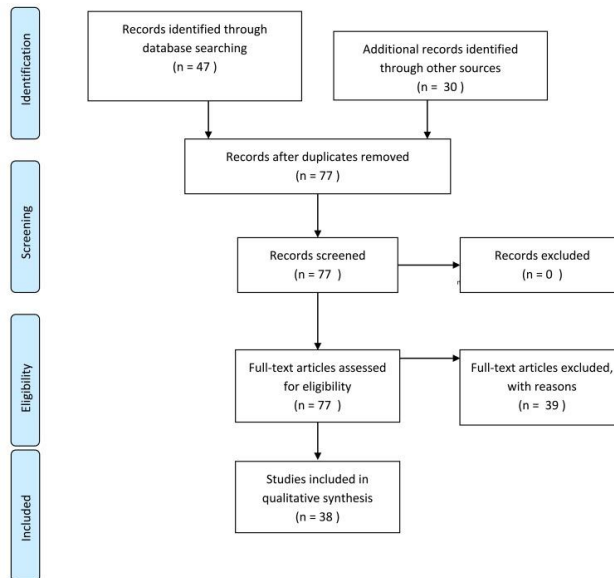 Identification
Records identified through
database searching
(n = 47)
Additional records identified
through other sources
(n = 30)
Records after duplicates removed
(n = 77 )
Screening
Records screened
(n = 77 )
Records excluded
(n = 0 )
Eligibility
Full-text articles assessed
for eligibility
(n = 77 )
Full-text articles excluded,
with reasons
(n = 39 )
Included
Studies included in
qualitative synthesis
(n = 38 )